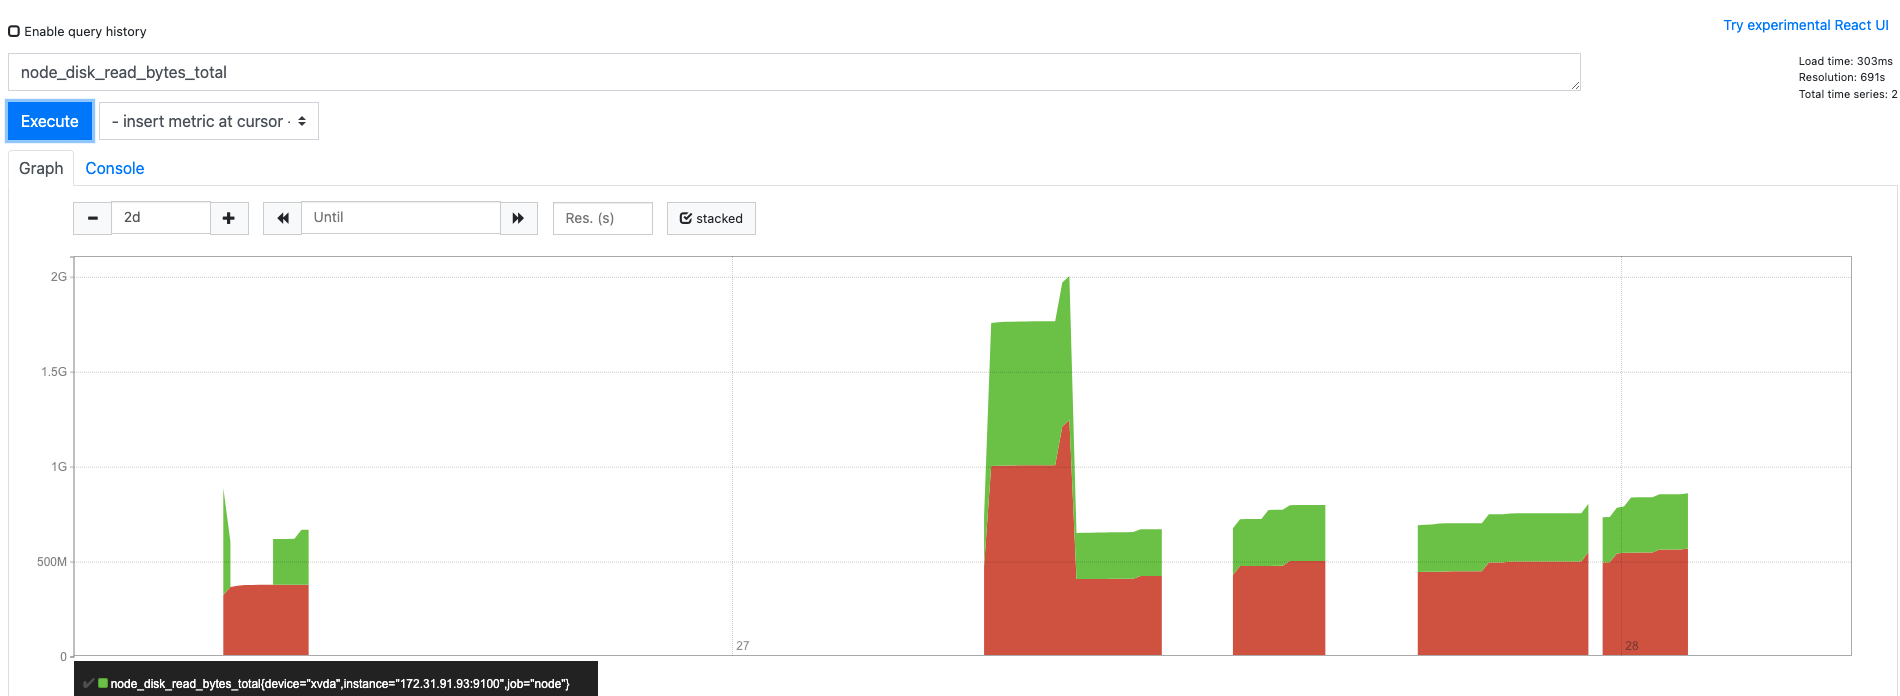 Enable query history
Try experimental React UI
node_disk_read_bytes_total
Load time: 303ms
Resolution: 691s
Total time series: 2
Execute
- insert metric at cursor -
Graph
Console
2d
Until
Res. (s)
stacked
2G
1.5G
1G
500M
0
27
28
node_disk_read_bytes_total{device="xvda",instance="172.31.91.93:9100",job="node"}